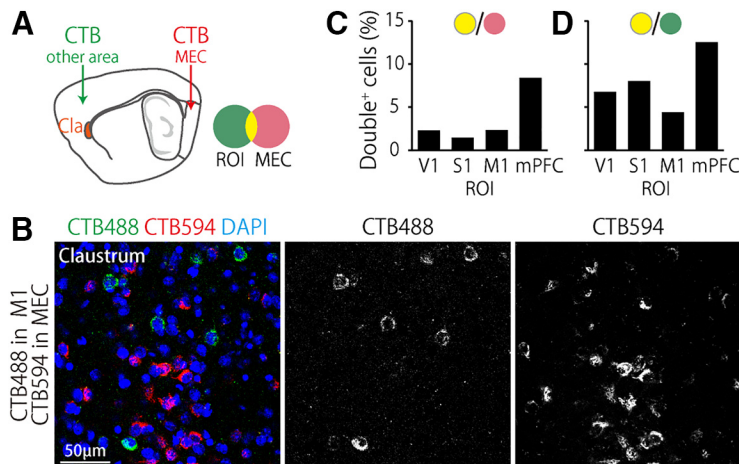 A
CTB
other area
CTB
MEC
Cla
ROI MEC
C
Double⁺ cells (%)
15
10
5
0
/
V1 S1 M1 mPFC
ROI
D
/
V1 S1 M1 mPFC
ROI
B
CTB488 CTB594 DAPI
CTB488
CTB594
Claustrum
CTB488 in M1
CTB594 in MEC
50μm